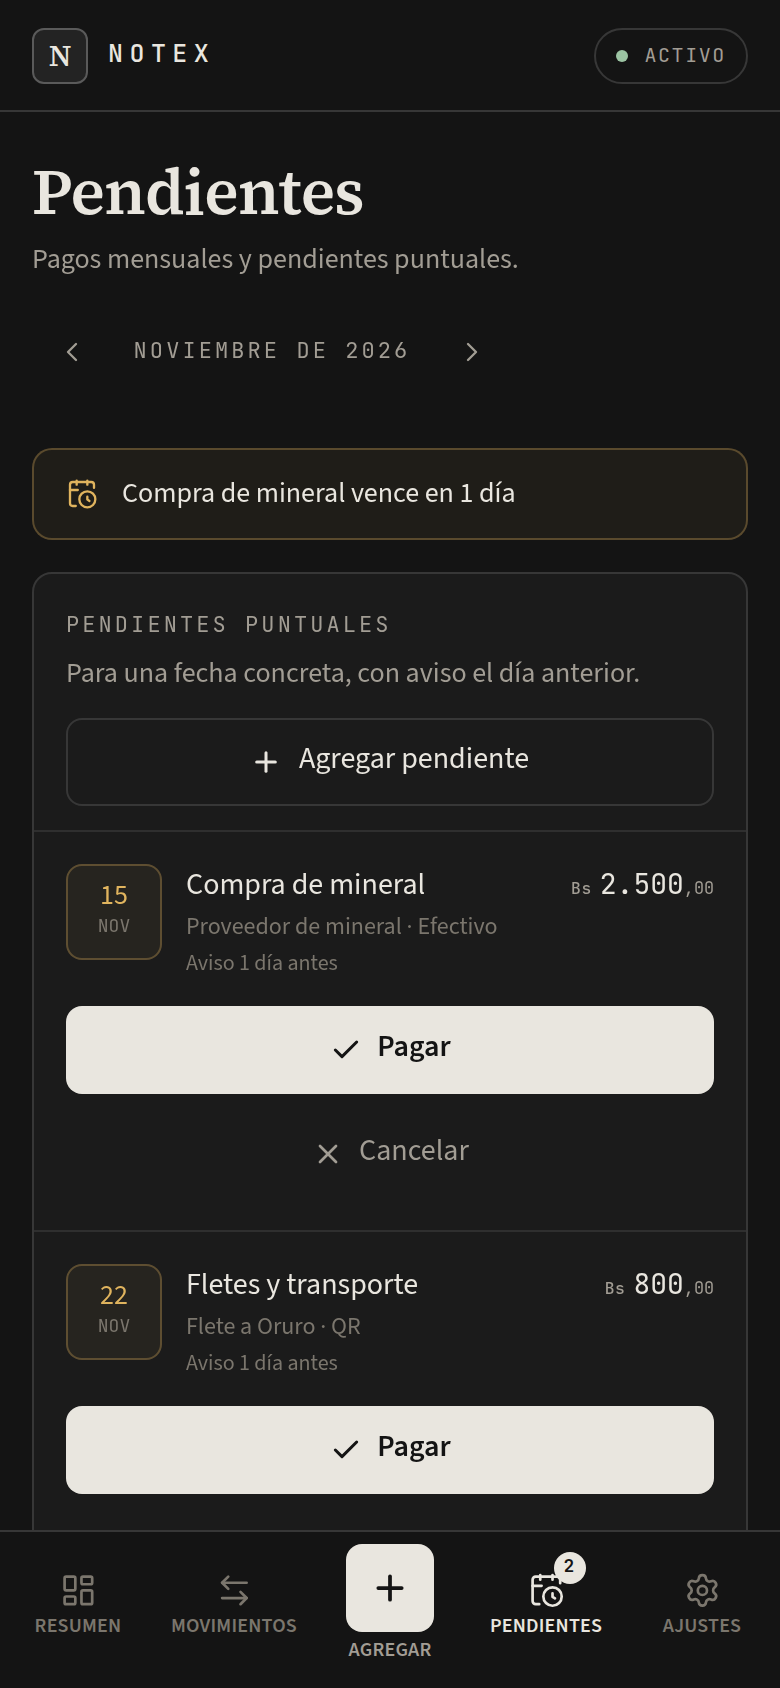 N NOTEX
ACTIVO
Pendientes
Pagos mensuales y pendientes puntuales.
NOVIEMBRE DE 2026
Compra de mineral vence en 1 día
PENDIENTES PUNTUALES
Para una fecha concreta, con aviso el día anterior.
Agregar pendiente
15 NOV
Compra de mineral
Bs 2.500,00
Proveedor de mineral · Efectivo
Aviso 1 día antes
Pagar
Cancelar
22 NOV
Fletes y transporte
Bs 800,00
Flete a Oruro · QR
Aviso 1 día antes
Pagar
RESUMEN
MOVIMIENTOS
AGREGAR
2
PENDIENTES
AJUSTES